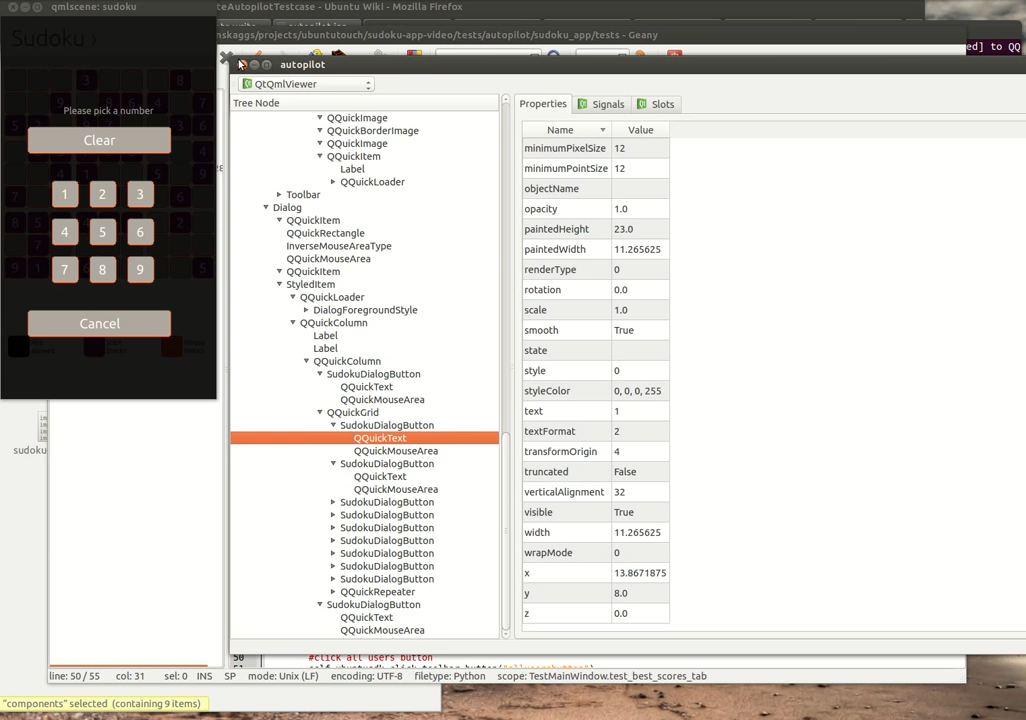 qmlscene: sudoku
teAutopilotTestcase - Ubuntu Wiki - Mozilla Firefox
nskaggs/projects/ubuntutouch/sudoku-app-video/tests/autopilot/sudoku_app/tests - Geany
ed] to QQ
Sudoku ›
Please pick a number
Clear
1 2 3
4 5 6
7 8 9
Cancel
autopilot
QtQmlViewer
Tree Node
QQuickImage
QQuickBorderImage
QQuickImage
QQuickItem
Label
QQuickLoader
Toolbar
Dialog
QQuickItem
QQuickRectangle
InverseMouseAreaType
QQuickMouseArea
QQuickItem
StyledItem
QQuickLoader
DialogForegroundStyle
QQuickColumn
Label
Label
QQuickColumn
SudokuDialogButton
QQuickText
QQuickMouseArea
QQuickGrid
SudokuDialogButton
QQuickText
QQuickMouseArea
SudokuDialogButton
QQuickText
QQuickMouseArea
SudokuDialogButton
SudokuDialogButton
SudokuDialogButton
SudokuDialogButton
SudokuDialogButton
SudokuDialogButton
SudokuDialogButton
QQuickRepeater
SudokuDialogButton
QQuickText
QQuickMouseArea
Properties Signals Slots
Name Value
minimumPixelSize 12
minimumPointSize 12
objectName
opacity 1.0
paintedHeight 23.0
paintedWidth 11.265625
renderType 0
rotation 0.0
scale 1.0
smooth True
state
style 0
styleColor 0, 0, 0, 255
text 1
textFormat 2
transformOrigin 4
truncated False
verticalAlignment 32
visible True
width 11.265625
wrapMode 0
x 13.8671875
y 8.0
z 0.0
sudoku
50 #click all users button
line: 50 / 55 col: 31 sel: 0 INS SP mode: Unix (LF) encoding: UTF-8 filetype: Python scope: TestMainWindow.test_best_scores_tab
"components" selected (containing 9 items)